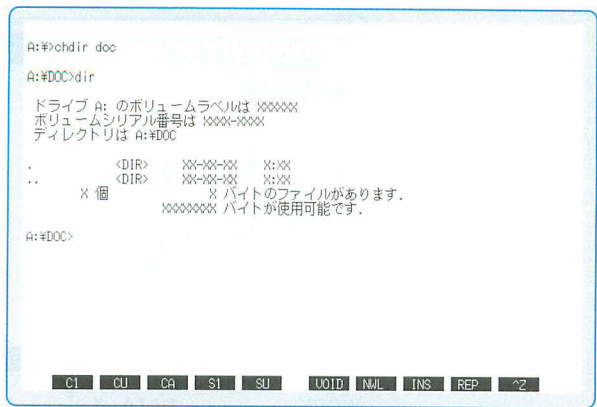 A:¥>chdir doc
A:¥DOC>dir
ドライブ A: のボリュームラベルは XXXXXX
ボリュームシリアル番号は XXXX-XXXX
ディレクトリは A:¥DOC
. <DIR> XX-XX-XX X:XX
.. <DIR> XX-XX-XX X:XX
X 個 X バイトのファイルがあります.
XXXXXXXX バイトが使用可能です.
A:¥DOC>
C1 CU CA S1 SU VOID NWL INS REP ^Z